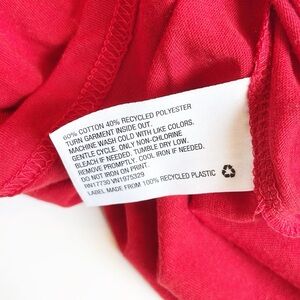 60% COTTON 40% RECYCLED POLYESTER
TURN GARMENT INSIDE OUT.
MACHINE WASH COLD WITH LIKE COLORS.
GENTLE CYCLE. ONLY NON-CHLORINE
BLEACH IF NEEDED. TUMBLE DRY LOW.
REMOVE PROMPTLY. COOL IRON IF NEEDED.
DO NOT IRON ON PRINT.
RN17730 VN1975329
LABEL MADE FROM 100% RECYCLED PLASTIC